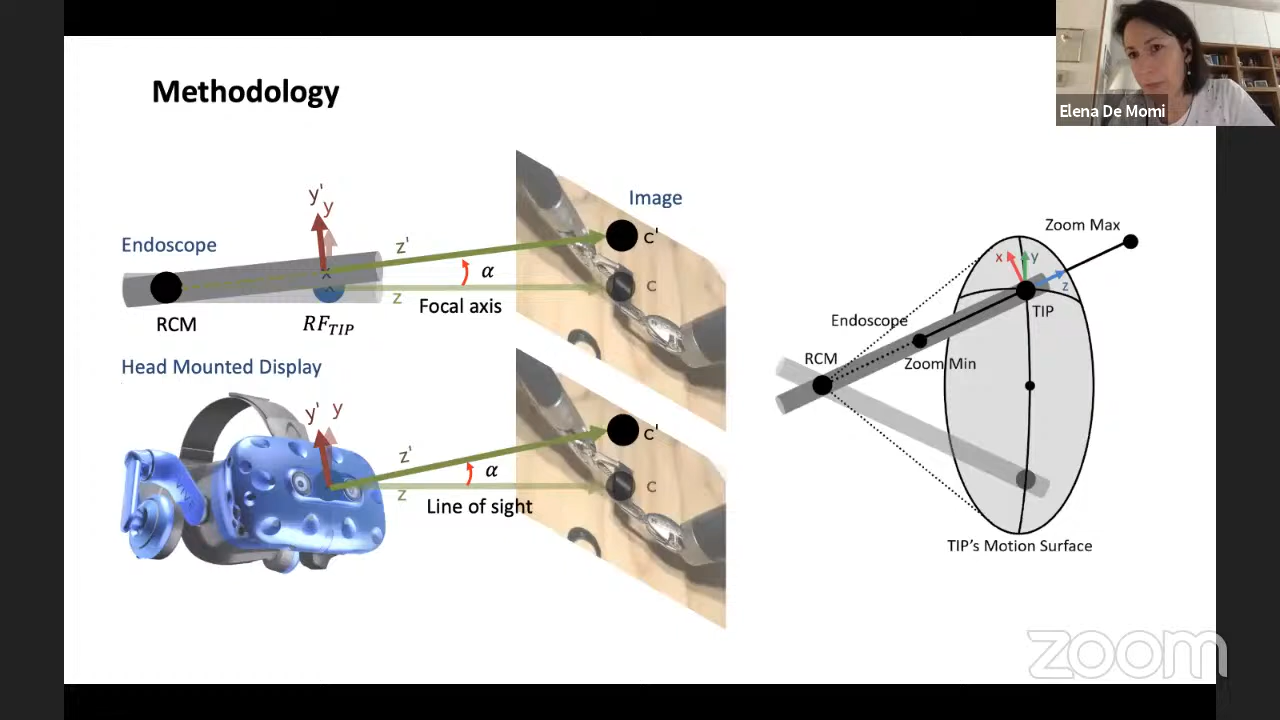 Methodology
Elena De Momi
y'
y
Image
Endoscope
z'
c'
α
c
z
Focal axis
RCM
RF_TIP
Head Mounted Display
y'
y
z'
c'
α
c
z
Line of sight
VIVE
Zoom Max
x
y
z
TIP
Endoscope
Zoom Min
RCM
TIP's Motion Surface
zoom